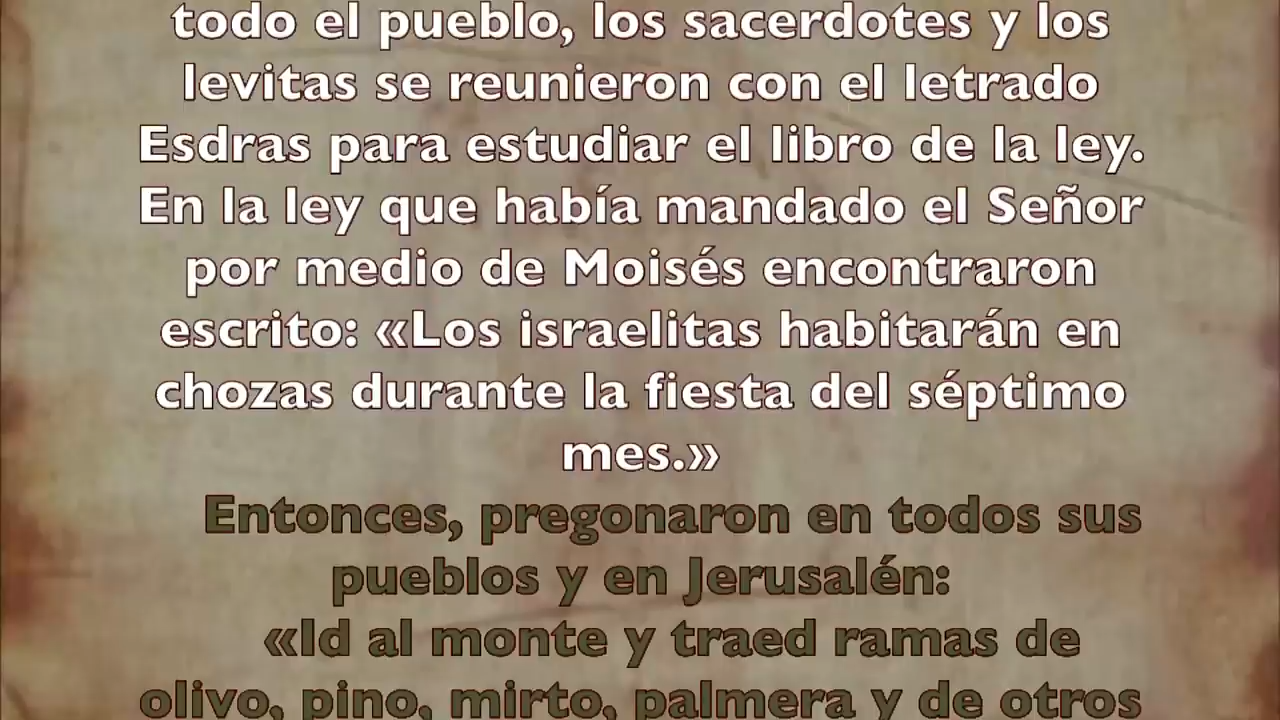 todo el pueblo, los sacerdotes y los
levitas se reunieron con el letrado
Esdras para estudiar el libro de la ley.
En la ley que había mandado el Señor
por medio de Moisés encontraron
escrito: «Los israelitas habitarán en
chozas durante la fiesta del séptimo
mes.»
Entonces, pregonaron en todos sus
pueblos y en Jerusalén:
«Id al monte y traed ramas de
olivo, pino, mirto, palmera y de otros